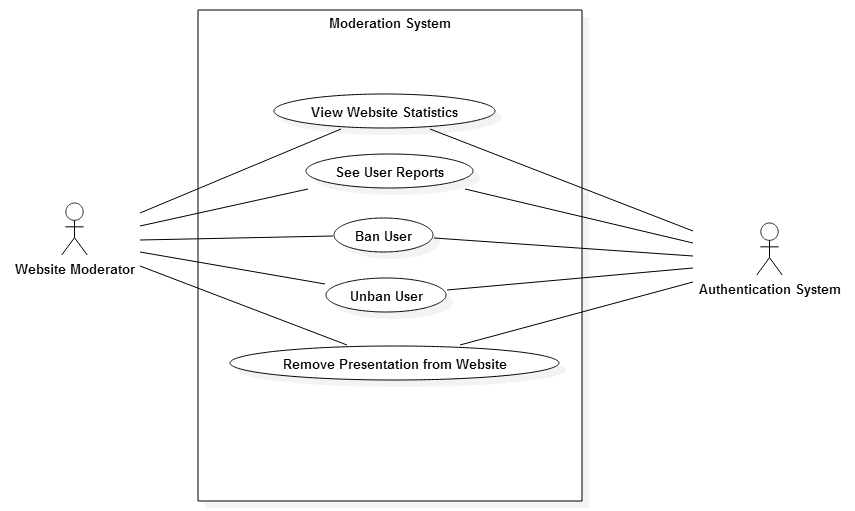 Moderation System
View Website Statistics
See User Reports
Ban User
Website Moderator
Authentication System
Unban User
Remove Presentation from Website